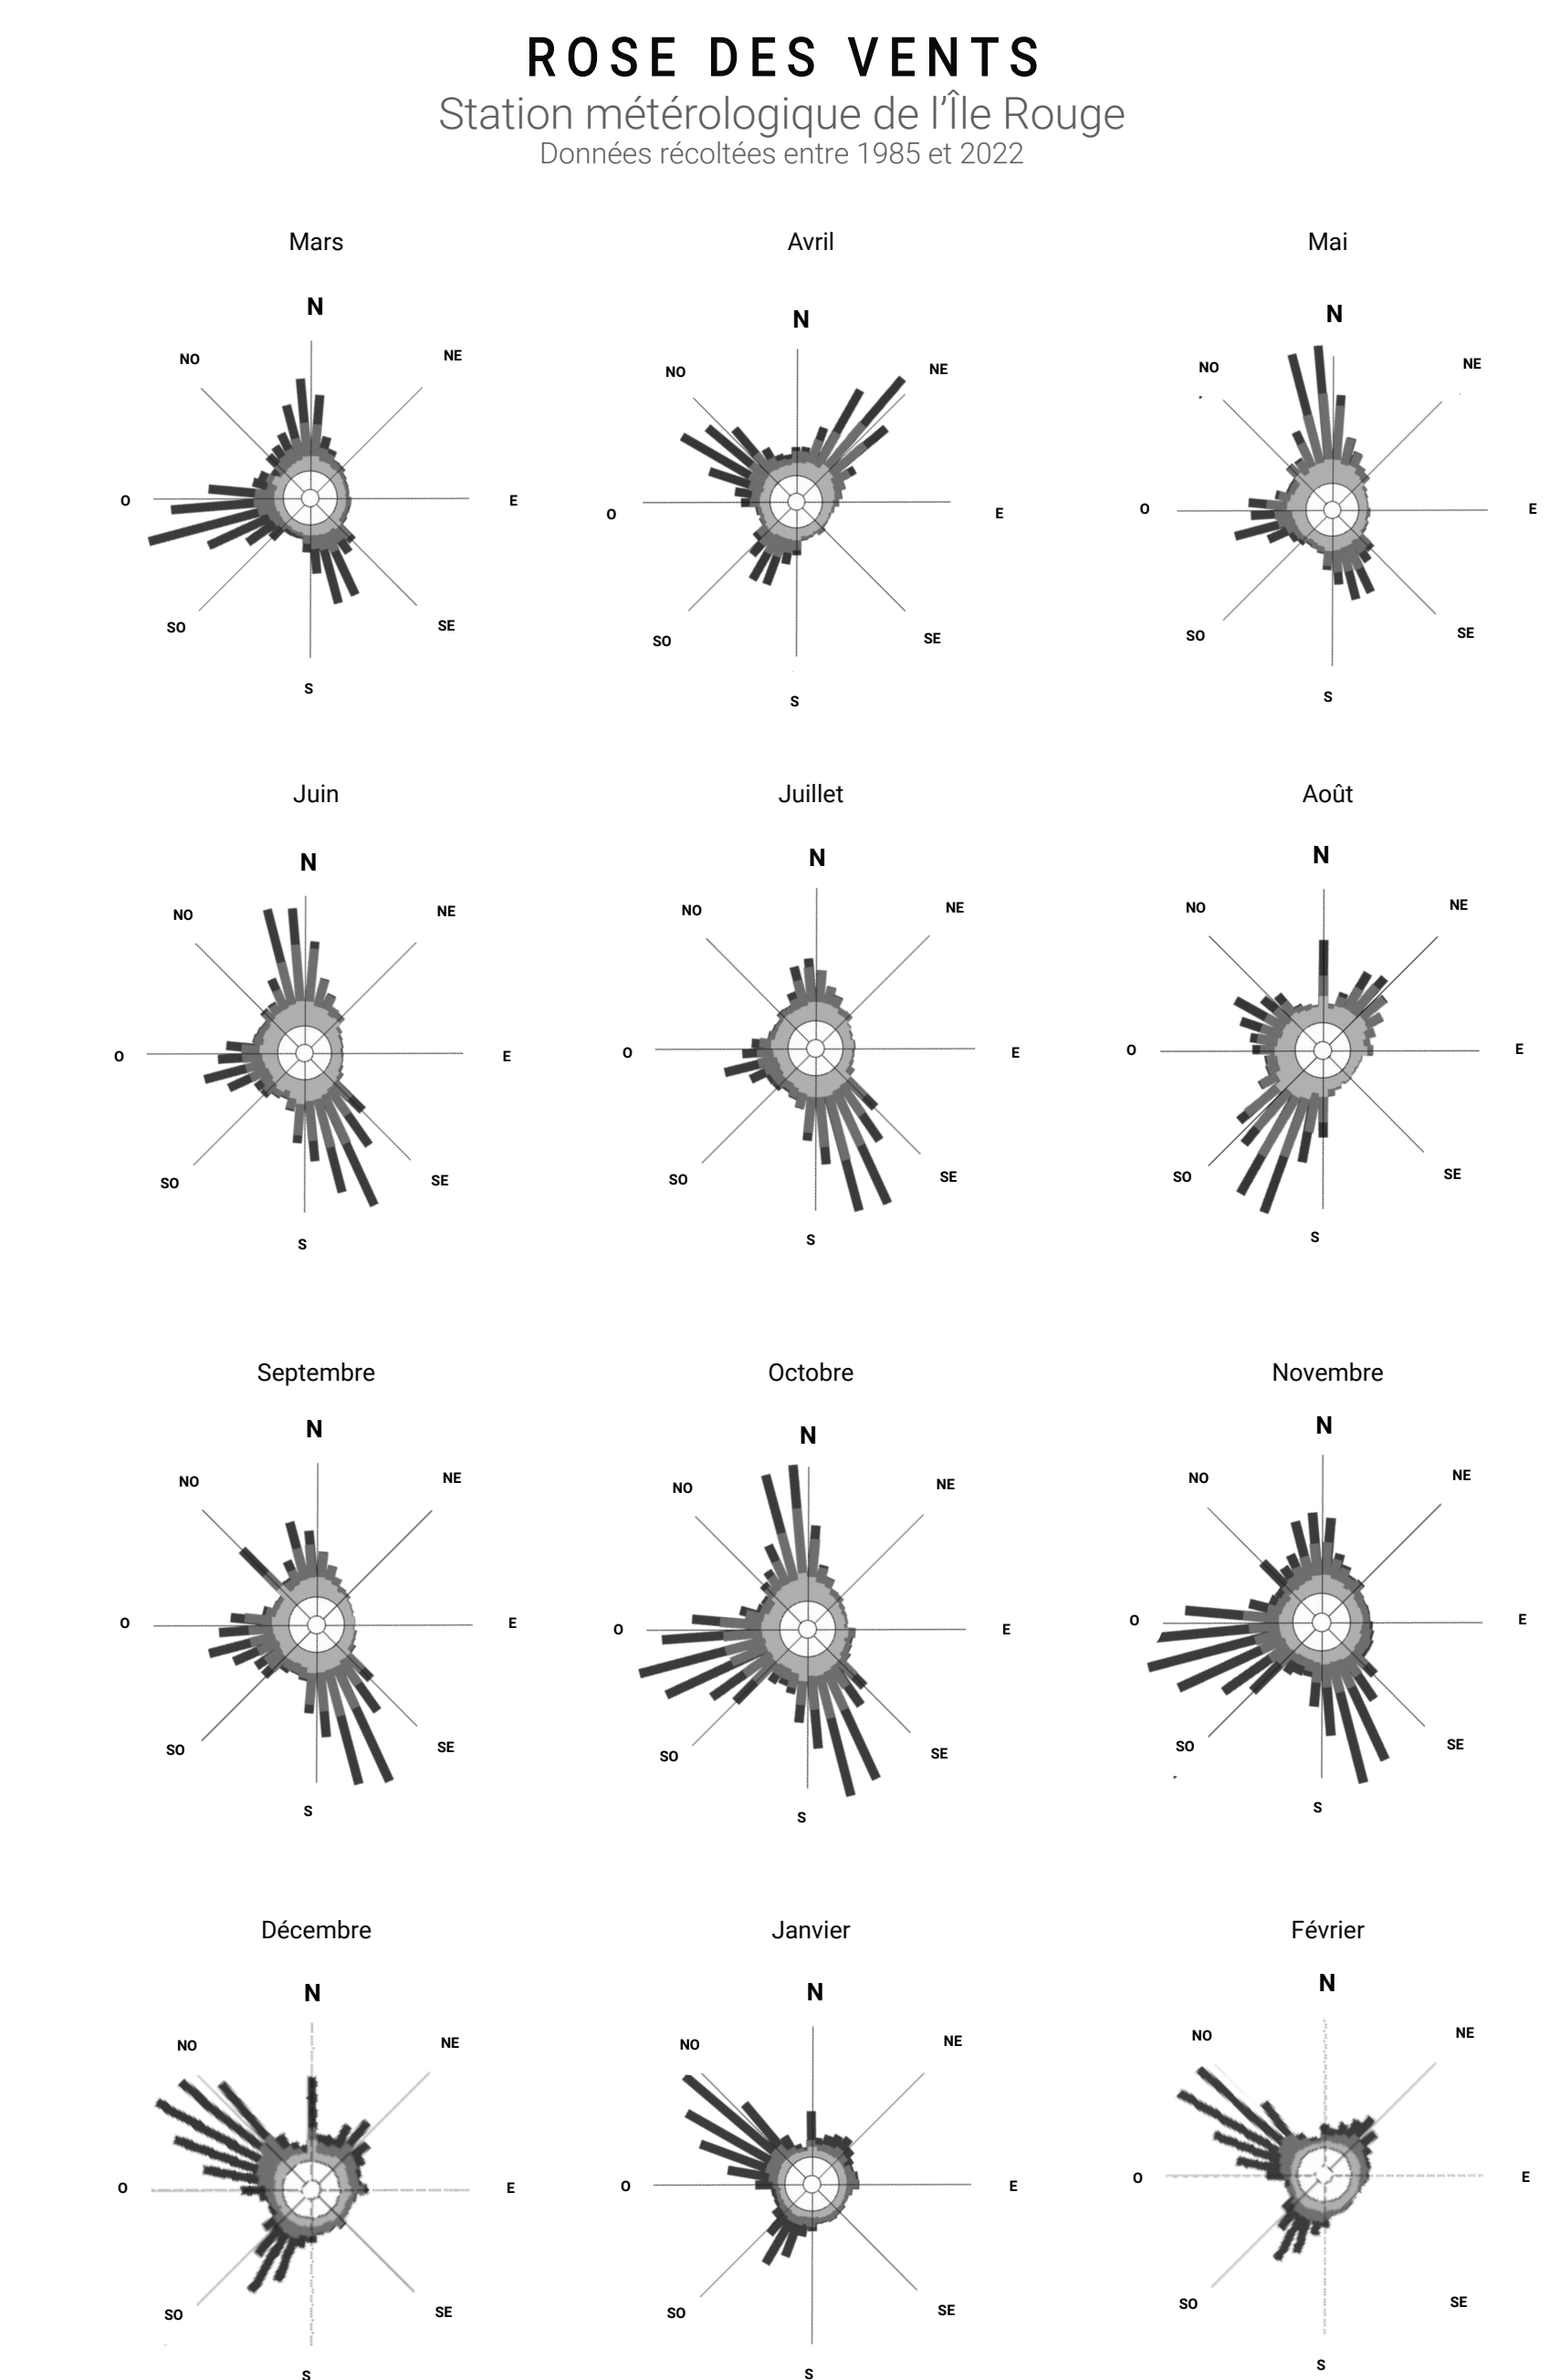 ROSE DES VENTS
Station métérologique de l'Île Rouge
Données récoltées entre 1985 et 2022
Mars
Avril
Mai
N
NO
NE
O
E
SO
SE
S
N
NO
NE
O
E
SO
SE
S
N
NO
NE
O
E
SO
SE
S
Juin
Juillet
Août
N
NO
NE
O
E
SO
SE
S
N
NO
NE
O
E
SO
SE
S
N
NO
NE
O
E
SO
SE
S
Septembre
Octobre
Novembre
N
NO
NE
O
E
SO
SE
S
N
NO
NE
O
E
SO
SE
S
N
NO
NE
O
E
SO
SE
S
Décembre
Janvier
Février
N
NO
NE
O
E
SO
SE
S
N
NO
NE
O
E
SO
SE
S
N
NO
NE
O
E
SO
SE
S